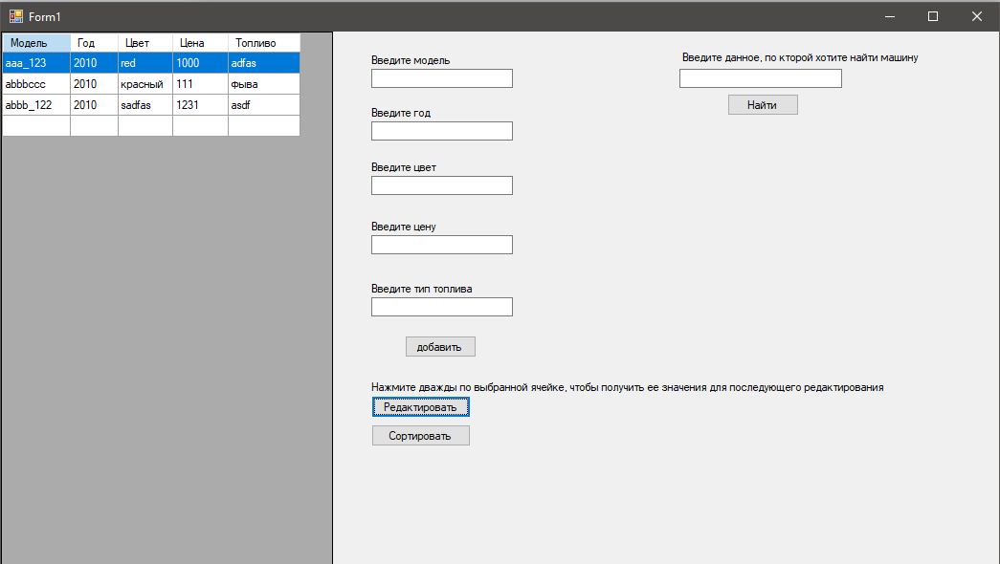 Form1
Модель Год Цвет Цена Топливо
aaa_123 2010 red 1000 adfas
abbbccc 2010 красный 111 фыва
abbb_122 2010 sadfas 1231 asdf
Введите модель
Введите год
Введите цвет
Введите цену
Введите тип топлива
добавить
Нажмите дважды по выбранной ячейке, чтобы получить ее значения для последующего редактирования
Редактировать
Сортировать
Введите данное, по кторой хотите найти машину
Найти